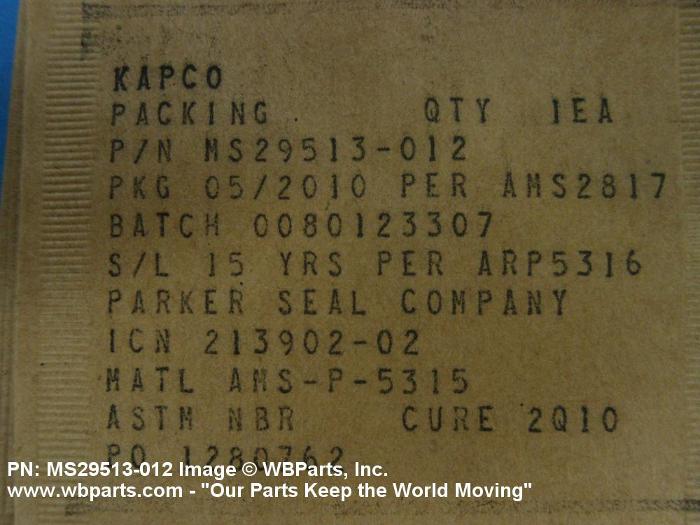 KAPCO
PACKING QTY 1EA
P/N MS29513-012
PKG 05/2010 PER AMS2817
BATCH 0080123307
S/L 15 YRS PER ARP5316
PARKER SEAL COMPANY
ICN 213902-02
MATL AMS-P-5315
ASTM NBR CURE 2Q10
PO 1280762
PN: MS29513-012 Image © WBParts, Inc.
www.wbparts.com - "Our Parts Keep the World Moving"